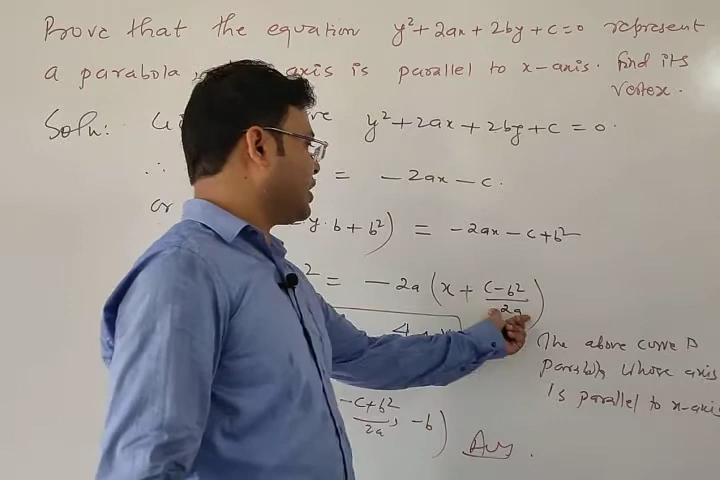 Prove that the equation y²+2ax+2by+c=0 represent
a parabola, axis is parallel to x-axis. find its
vertex.
Soln: y²+2ax+2by+c=0.
∴ = -2ax-c.
or y.b+b²) = -2ax-c+b²
² = -2a(x+ (c-b²)/2a)
4
The above curve is
parabola whose axis
is parallel to x-axis
(-c+b²)/2a, -b) Ans.